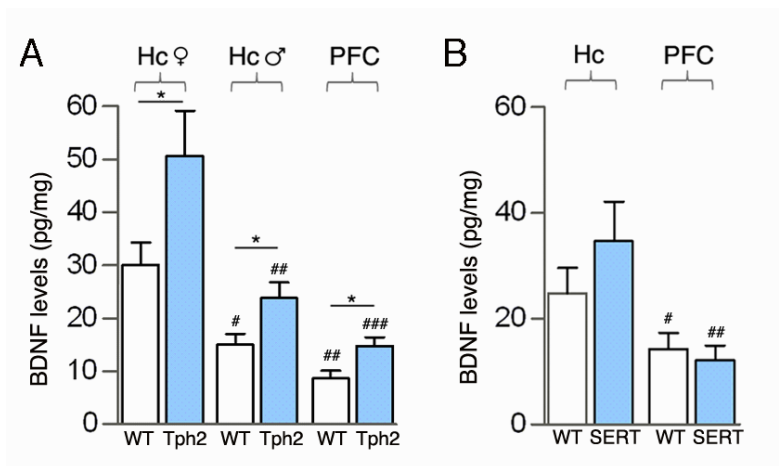 A
Hc ♀ Hc ♂ PFC
BDNF levels (pg/mg)
60
50
40
30
20
10
0
*
*
*
# ## ## ###
WT Tph2 WT Tph2 WT Tph2
B
Hc PFC
BDNF levels (pg/mg)
60
40
20
0
# ##
WT SERT WT SERT